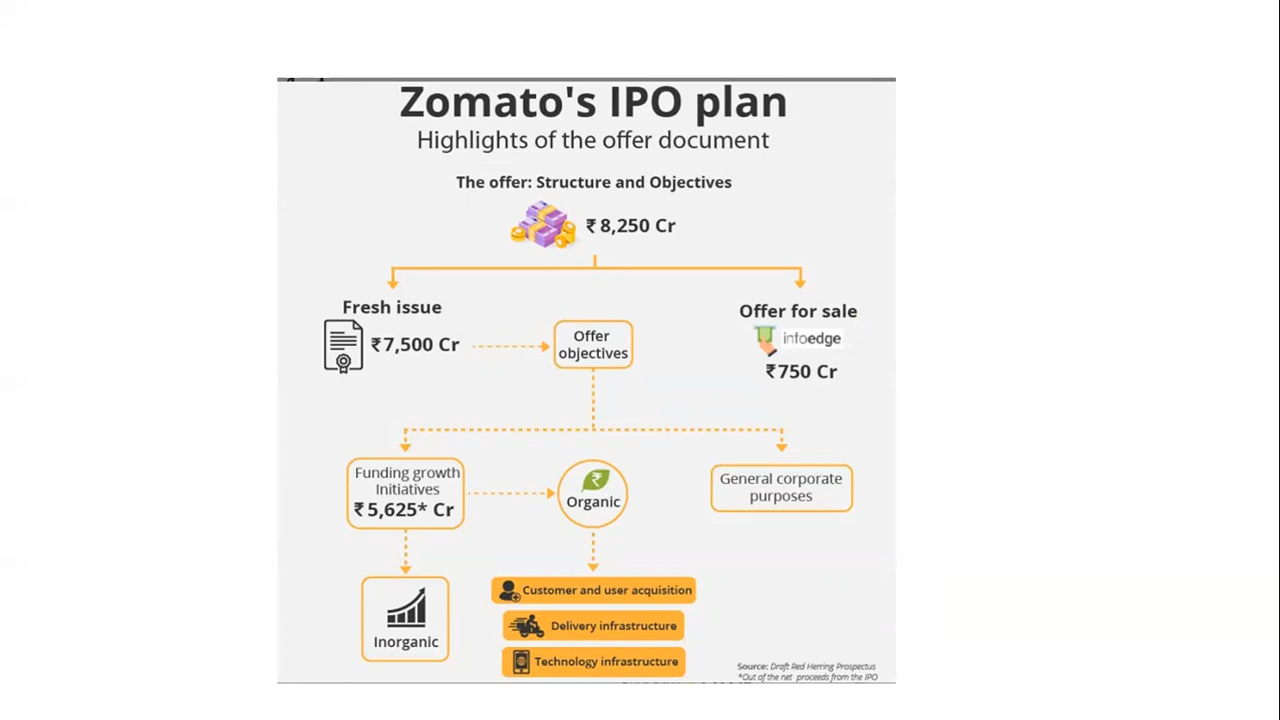 Zomato's IPO plan
Highlights of the offer document
The offer: Structure and Objectives
₹ 8,250 Cr
Fresh issue
₹7,500 Cr
Offer
objectives
Offer for sale
infoedge
₹750 Cr
Funding growth
Initiatives
₹ 5,625* Cr
₹
Organic
General corporate
purposes
Inorganic
Customer and user acquisition
Delivery infrastructure
Technology infrastructure
Source: Draft Red Herring Prospectus
*Out of the net proceeds from the IPO